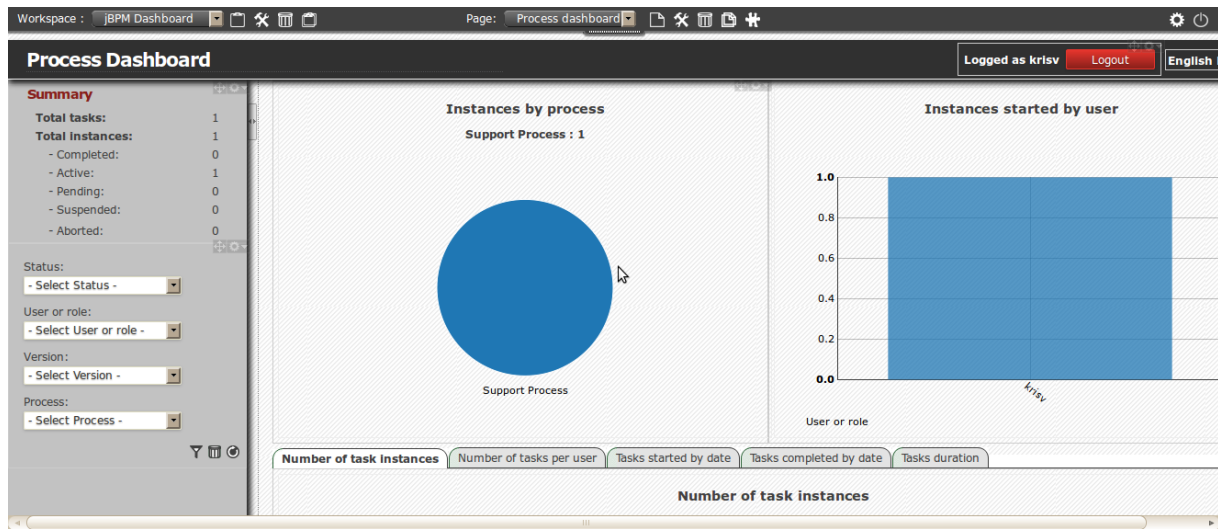 Workspace : jBPM Dashboard Page: Process dashboard
Process Dashboard
Logged as krisv Logout English
Summary
Total tasks: 1
Total instances: 1
- Completed: 0
- Active: 1
- Pending: 0
- Suspended: 0
- Aborted: 0
Status:
- Select Status -
User or role:
- Select User or role -
Version:
- Select Version -
Process:
- Select Process -
Instances by process
Support Process : 1
Support Process
Instances started by user
1.0
0.8
0.6
0.4
0.2
0.0
krisv
User or role
Number of task instances Number of tasks per user Tasks started by date Tasks completed by date Tasks duration
Number of task instances